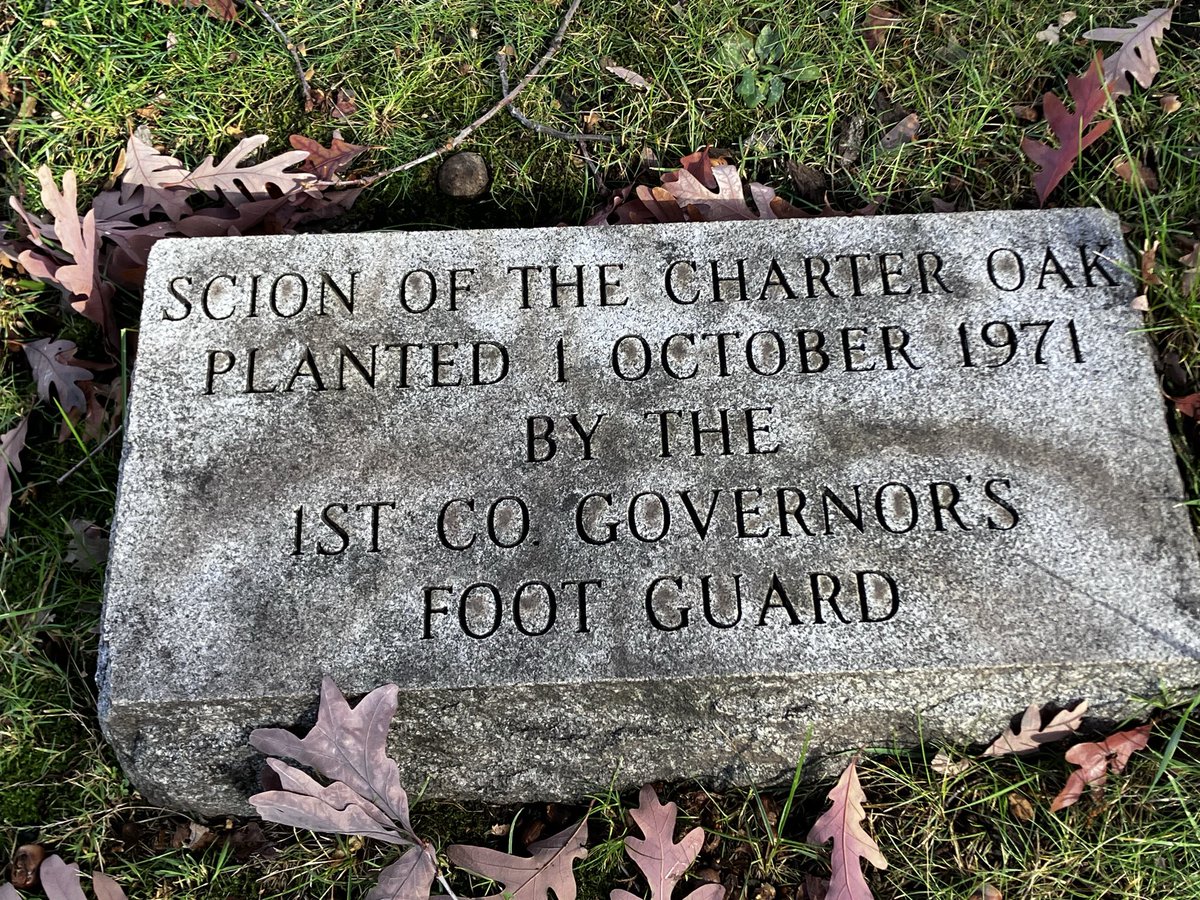 SCION OF THE CHARTER OAK
PLANTED 1 OCTOBER 1971
BY THE
1ST CO. GOVERNOR'S
FOOT GUARD